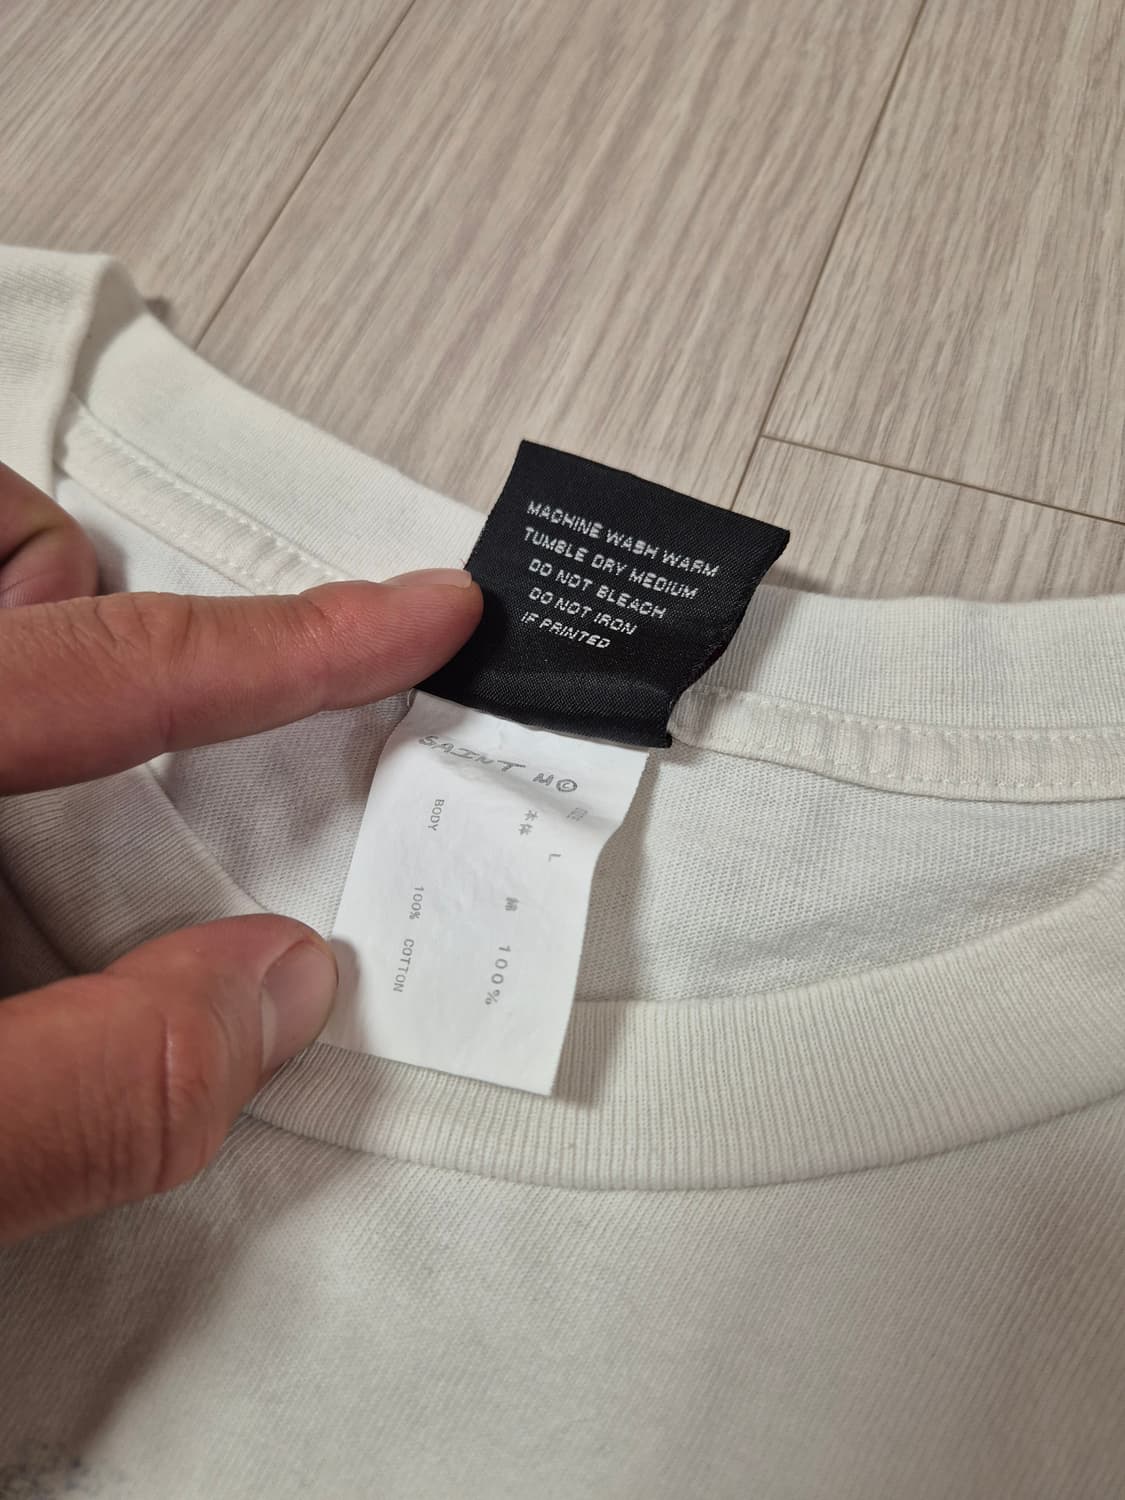 MACHINE WASH WARM
TUMBLE DRY MEDIUM
DO NOT BLEACH
DO NOT IRON
IF PRINTED
SAINT M©
本体 綿 100%
BODY 100% COTTON
L